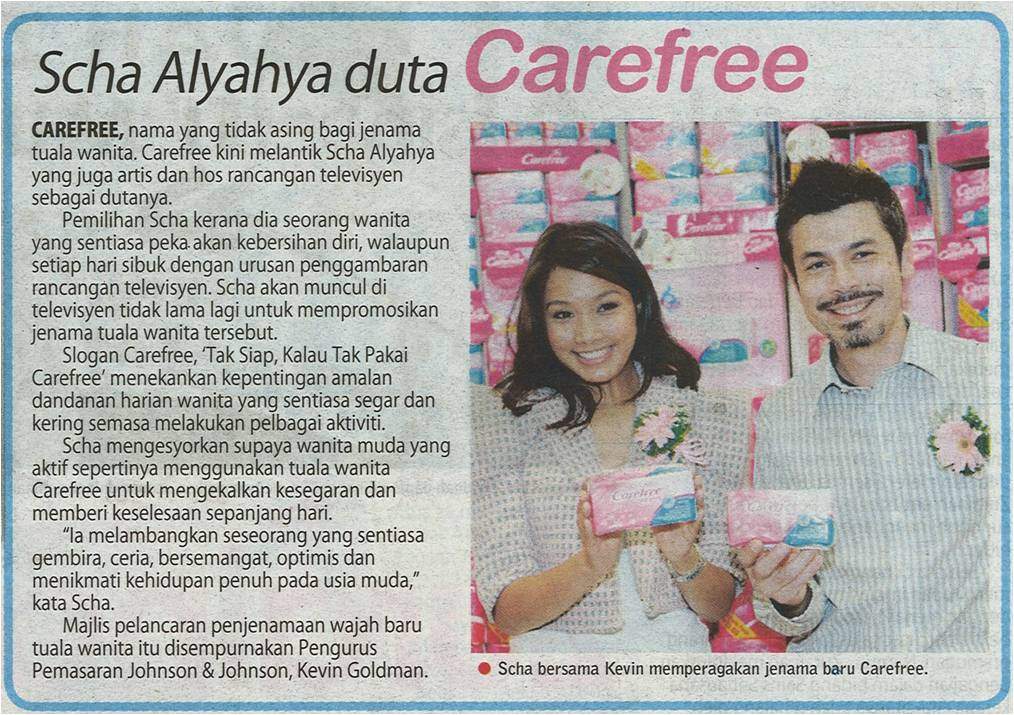 Scha Alyahya duta Carefree
CAREFREE, nama yang tidak asing bagi jenama
tuala wanita. Carefree kini melantik Scha Alyahya
yang juga artis dan hos rancangan televisyen
sebagai dutanya.
Pemilihan Scha kerana dia seorang wanita
yang sentiasa peka akan kebersihan diri, walaupun
setiap hari sibuk dengan urusan penggambaran
rancangan televisyen. Scha akan muncul di
televisyen tidak lama lagi untuk mempromosikan
jenama tuala wanita tersebut.
Slogan Carefree, ‘Tak Siap, Kalau Tak Pakai
Carefree’ menekankan kepentingan amalan
dandanan harian wanita yang sentiasa segar dan
kering semasa melakukan pelbagai aktiviti.
Scha mengesyorkan supaya wanita muda yang
aktif sepertinya menggunakan tuala wanita
Carefree untuk mengekalkan kesegaran dan
memberi keselesaan sepanjang hari.
“Ia melambangkan seseorang yang sentiasa
gembira, ceria, bersemangat, optimis dan
menikmati kehidupan penuh pada usia muda,”
kata Scha.
Majlis pelancaran penjenamaan wajah baru
tuala wanita itu disempurnakan Pengurus
Pemasaran Johnson & Johnson, Kevin Goldman.
Carefree
Carefree
Carefree
Carefree
Scha bersama Kevin memperagakan jenama baru Carefree.